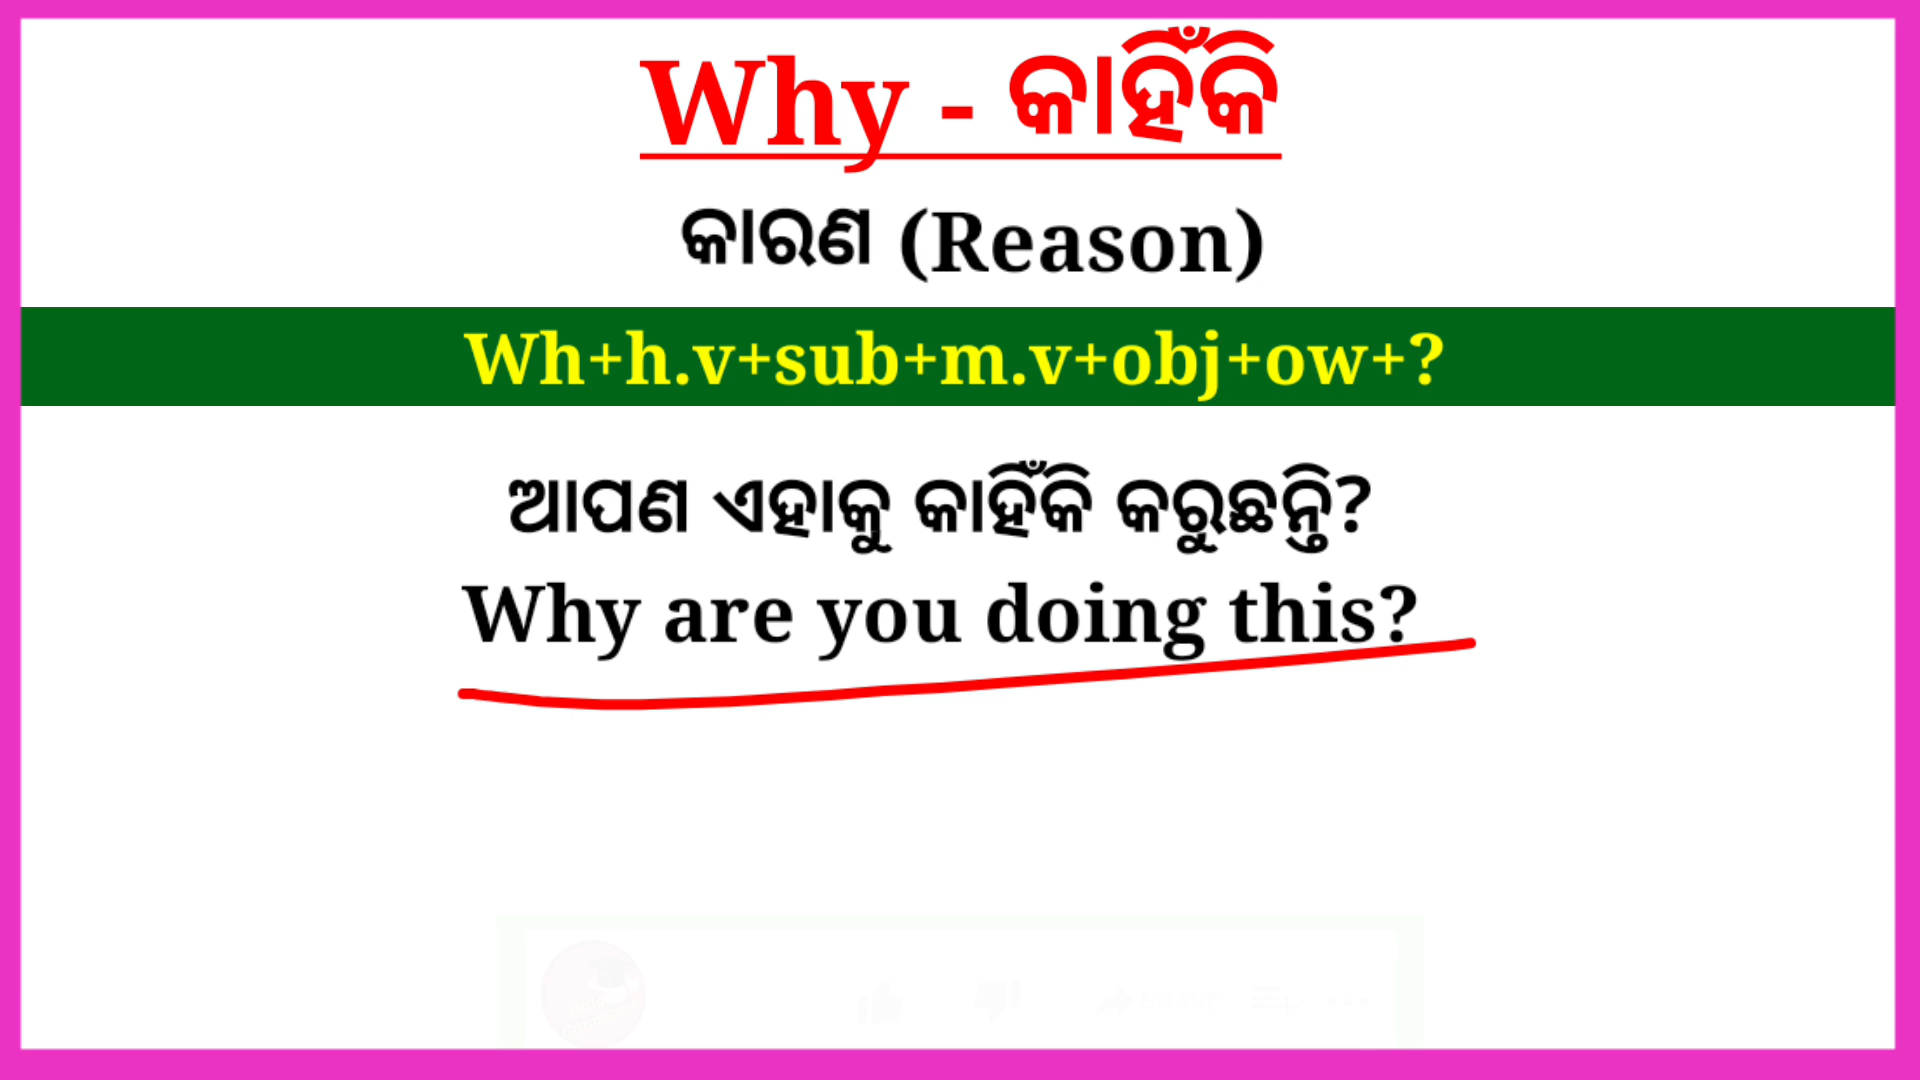 Why - କାହିଁକି
କାରଣ (Reason)
Wh+h.v+sub+m.v+obj+ow+?
ଆପଣ ଏହାକୁ କାହିଁକି କରୁଛନ୍ତି?
Why are you doing this?